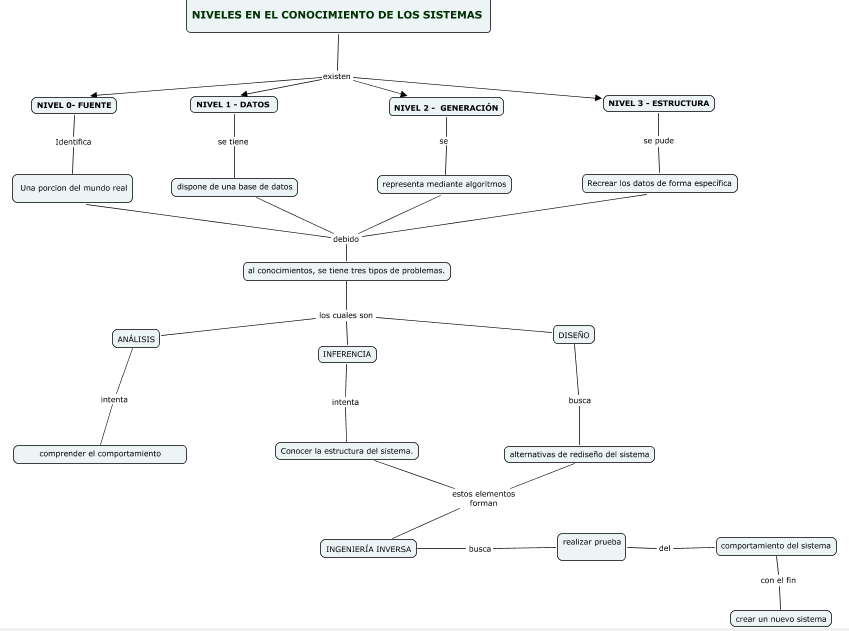 NIVELES EN EL CONOCIMIENTO DE LOS SISTEMAS
existen
NIVEL 0- FUENTE
NIVEL 1 - DATOS
NIVEL 2 - GENERACIÓN
NIVEL 3 - ESTRUCTURA
Identifica
se tiene
se
se pude
Una porcion del mundo real
dispone de una base de datos
representa mediante algoritmos
Recrear los datos de forma específica
debido
al conocimientos, se tiene tres tipos de problemas.
los cuales son
ANÁLISIS
INFERENCIA
DISEÑO
intenta
intenta
busca
comprender el comportamiento
Conocer la estructura del sistema.
alternativas de rediseño del sistema
estos elementos
forman
INGENIERÍA INVERSA
busca
realizar prueba
del
comportamiento del sistema
con el fin
crear un nuevo sistema